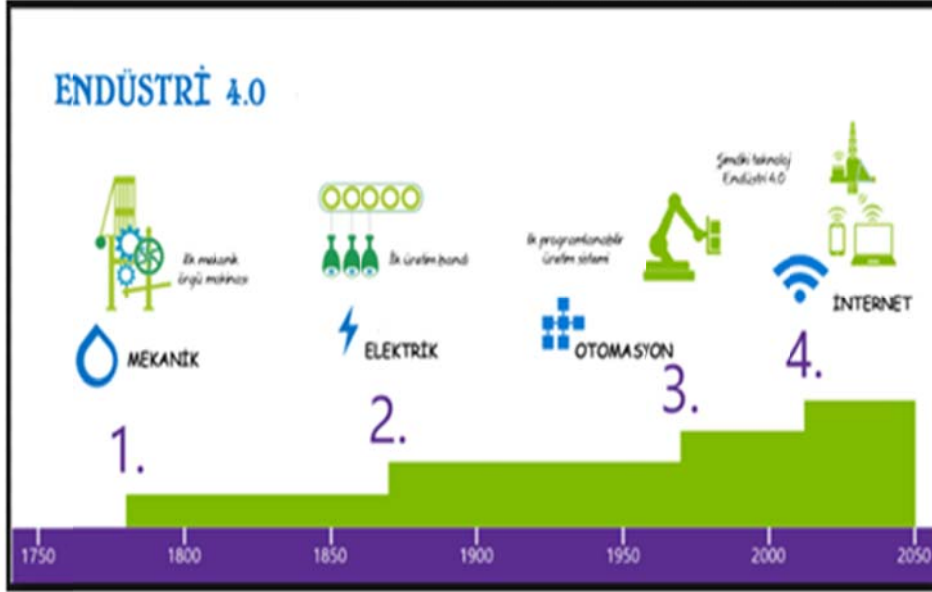 ENDÜSTRİ 4.0
Şimdiki teknoloji
Endüstri 4.0
İlk mekanik
örgü makinası
İlk üretim bandı
ilk programlanabilir
üretim sistemi
İNTERNET
MEKANİK
ELEKTRİK
OTOMASYON
1.
2.
3.
4.
1750
1800
1850
1900
1950
2000
2050